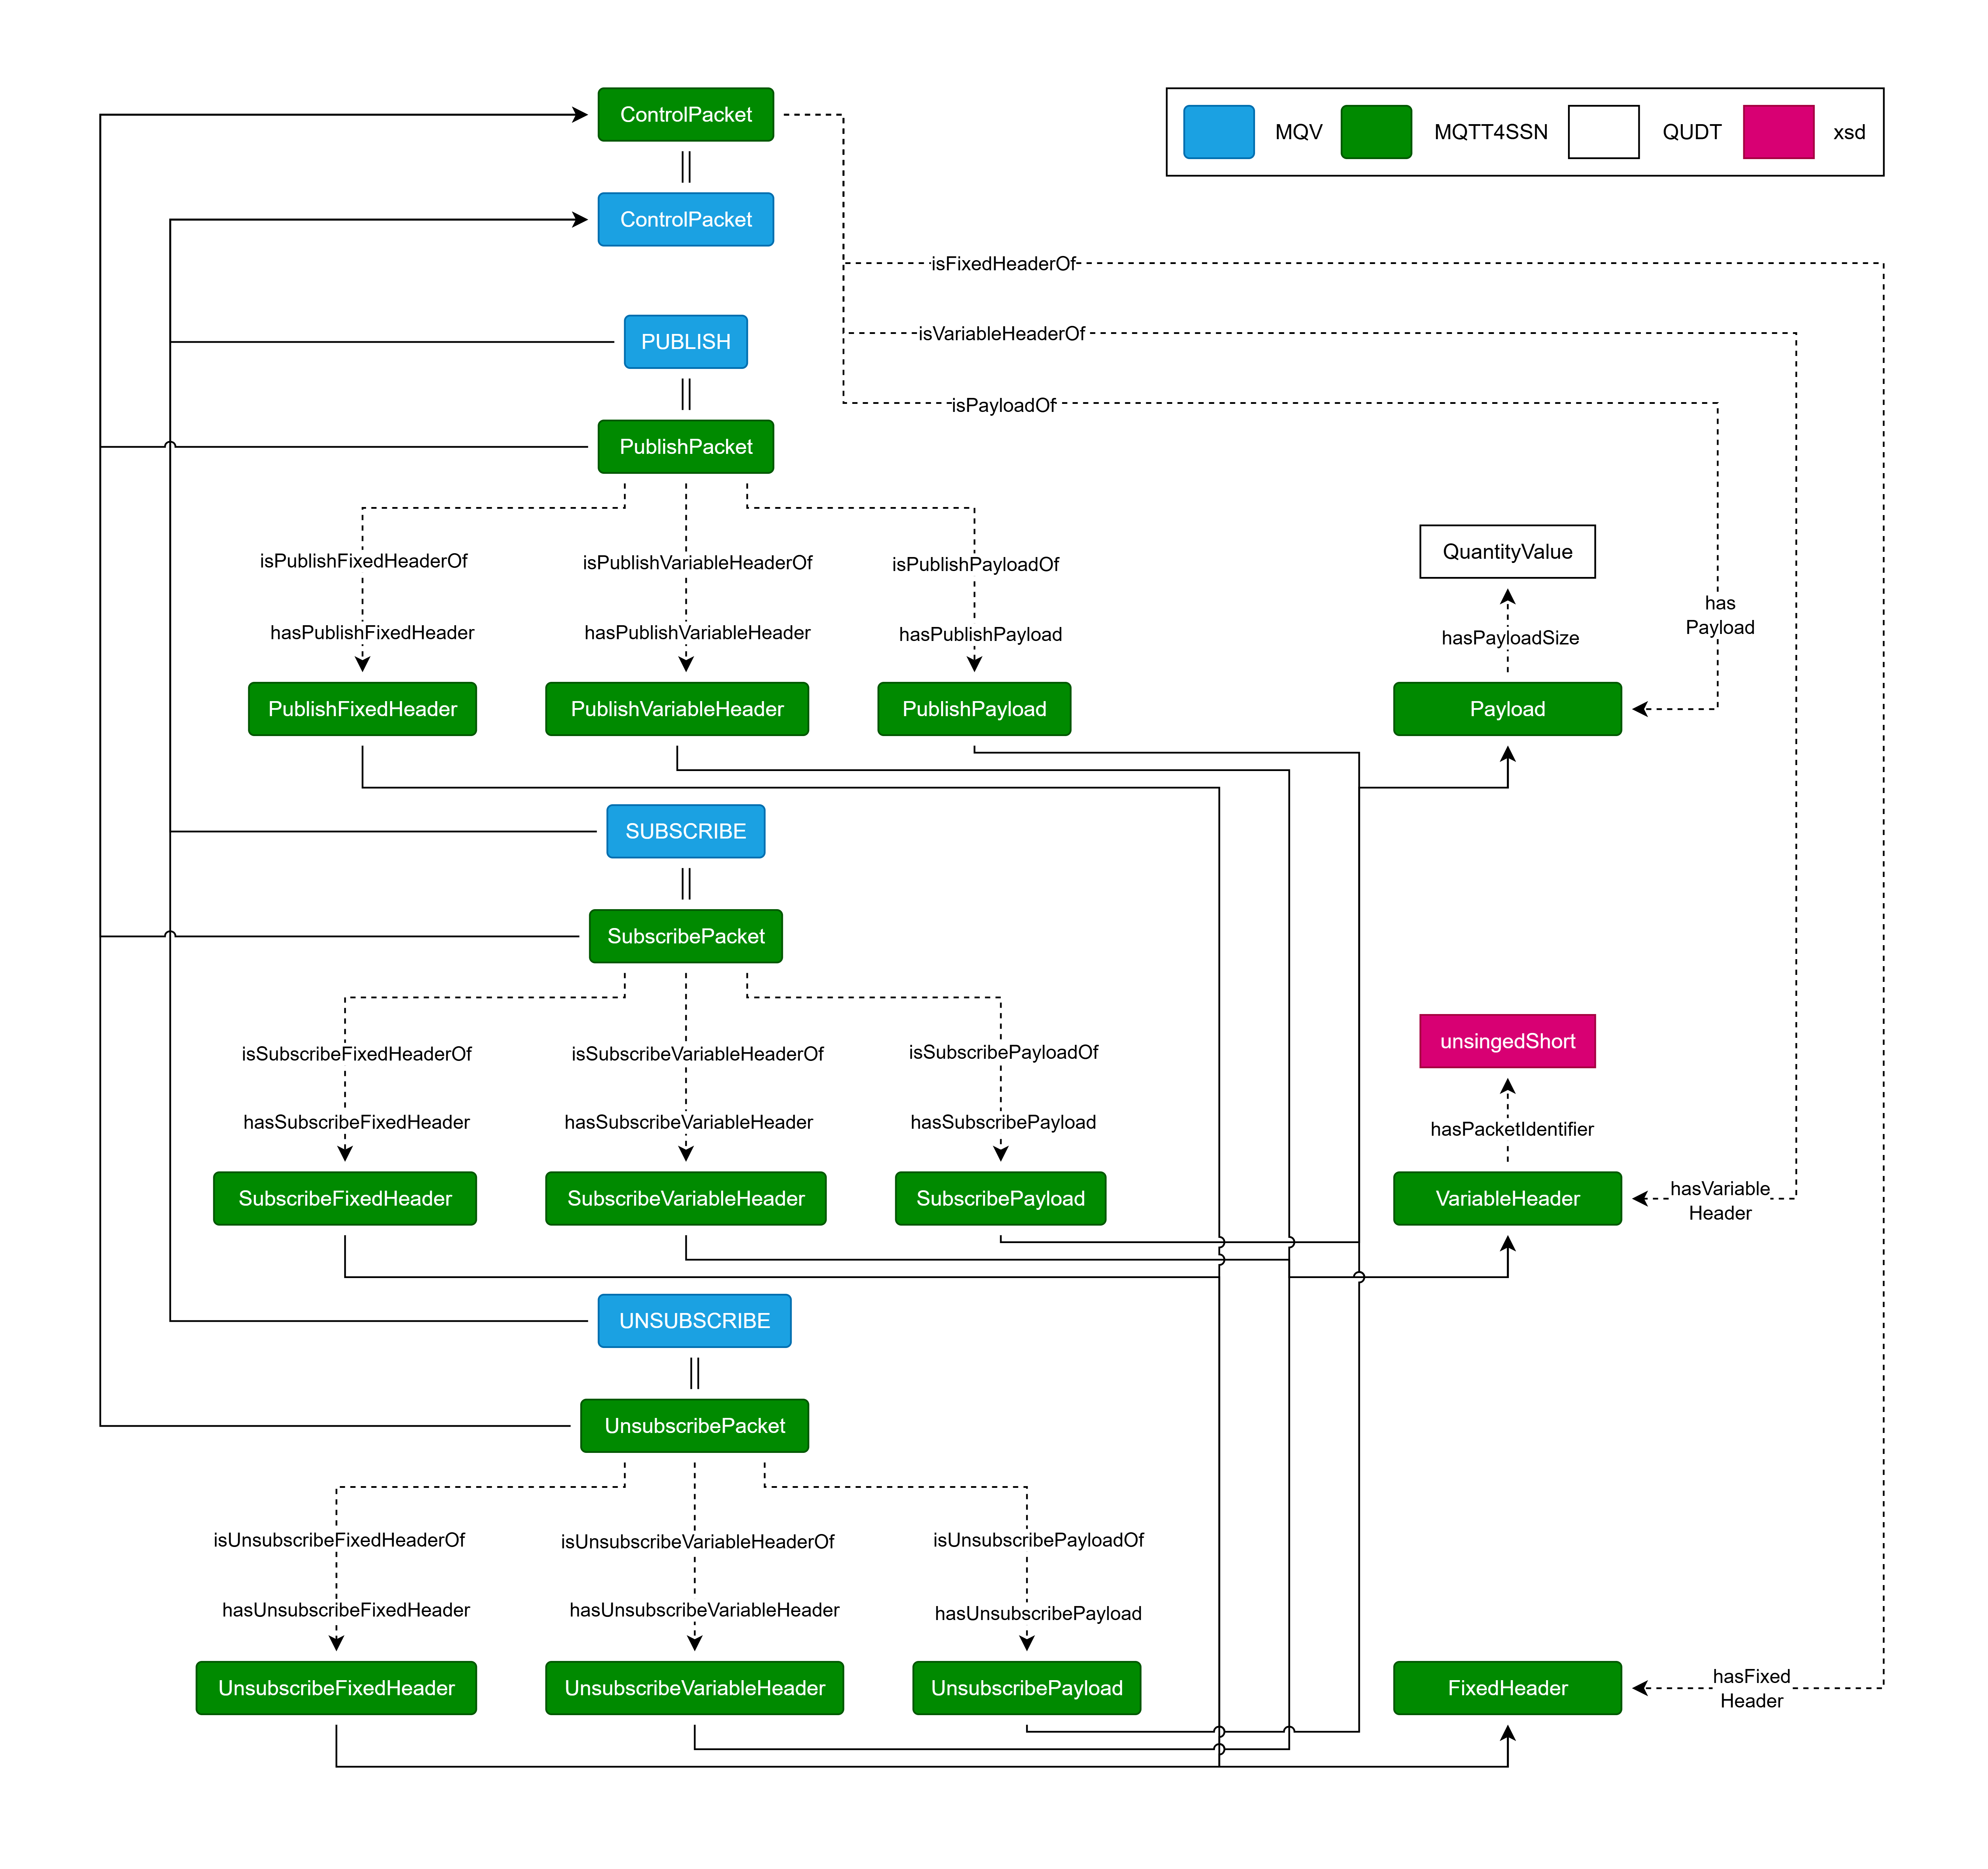 ControlPacket
MQV
MQTT4SSN
QUDT
xsd
ControlPacket
isFixedHeaderOf
PUBLISH
isVariableHeaderOf
isPayloadOf
PublishPacket
QuantityValue
isPublishFixedHeaderOf
isPublishVariableHeaderOf
isPublishPayloadOf
has
Payload
hasPublishFixedHeader
hasPublishVariableHeader
hasPublishPayload
hasPayloadSize
PublishFixedHeader
PublishVariableHeader
PublishPayload
Payload
SUBSCRIBE
SubscribePacket
unsingedShort
isSubscribeFixedHeaderOf
isSubscribeVariableHeaderOf
isSubscribePayloadOf
hasSubscribeFixedHeader
hasSubscribeVariableHeader
hasSubscribePayload
hasPacketIdentifier
SubscribeFixedHeader
SubscribeVariableHeader
SubscribePayload
VariableHeader
hasVariable
Header
UNSUBSCRIBE
UnsubscribePacket
isUnsubscribeFixedHeaderOf
isUnsubscribeVariableHeaderOf
isUnsubscribePayloadOf
hasUnsubscribeFixedHeader
hasUnsubscribeVariableHeader
hasUnsubscribePayload
UnsubscribeFixedHeader
UnsubscribeVariableHeader
UnsubscribePayload
FixedHeader
hasFixed
Header